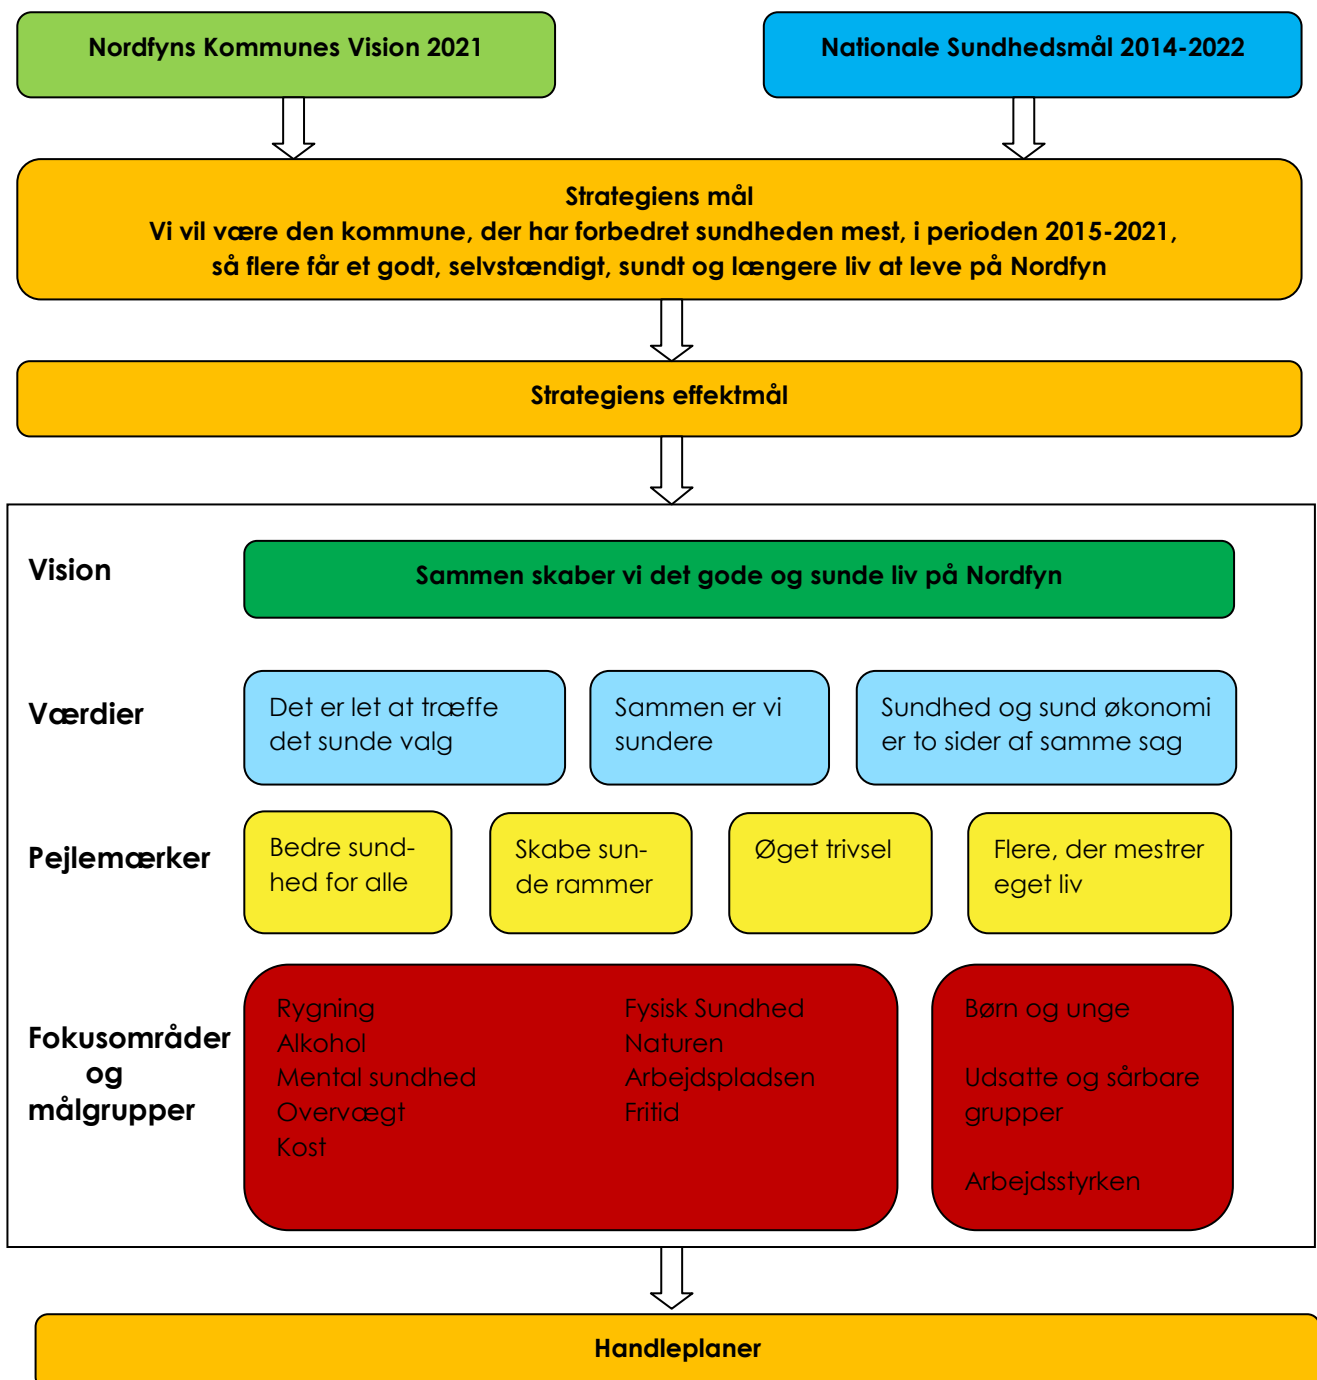 Nordfyns Kommunes Vision 2021
Nationale Sundhedsmål 2014-2022
Strategiens mål
Vi vil være den kommune, der har forbedret sundheden mest, i perioden 2015-2021,
så flere får et godt, selvstændigt, sundt og længere liv at leve på Nordfyn
Strategiens effektmål
Vision
Sammen skaber vi det gode og sunde liv på Nordfyn
Værdier
Det er let at træffe
det sunde valg
Sammen er vi
sundere
Sundhed og sund økonomi
er to sider af samme sag
Pejlemærker
Bedre sund-
hed for alle
Skabe sun-
de rammer
Øget trivsel
Flere, der mestrer
eget liv
Fokusområder
og
målgrupper
Rygning
Alkohol
Mental sundhed
Overvægt
Kost
Fysisk Sundhed
Naturen
Arbejdspladsen
Fritid
Børn og unge
Udsatte og sårbare
grupper
Arbejdsstyrken
Handleplaner